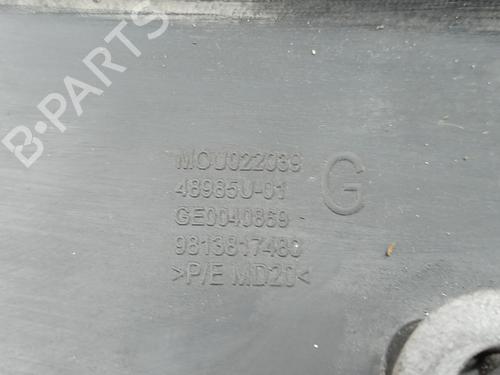 B-PARTS
MOU022039
48985U-01
G
GE0040869
9813817480
>P/E MD20<